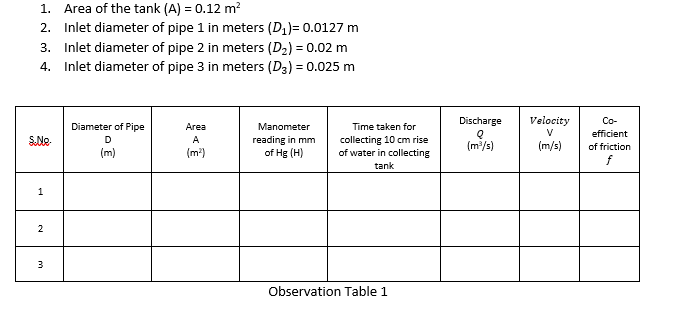 1. Area of the tank (A) = 0.12 m²
2. Inlet diameter of pipe 1 in meters (D₁)= 0.0127 m
3. Inlet diameter of pipe 2 in meters (D₂) = 0.02 m
4. Inlet diameter of pipe 3 in meters (D₃) = 0.025 m
S.No.
Diameter of Pipe
D
(m)
Area
A
(m²)
Manometer
reading in mm
of Hg (H)
Time taken for
collecting 10 cm rise
of water in collecting
tank
Discharge
Q
(m³/s)
Velocity
V
(m/s)
Co-
efficient
of friction
f
1
2
3
Observation Table 1